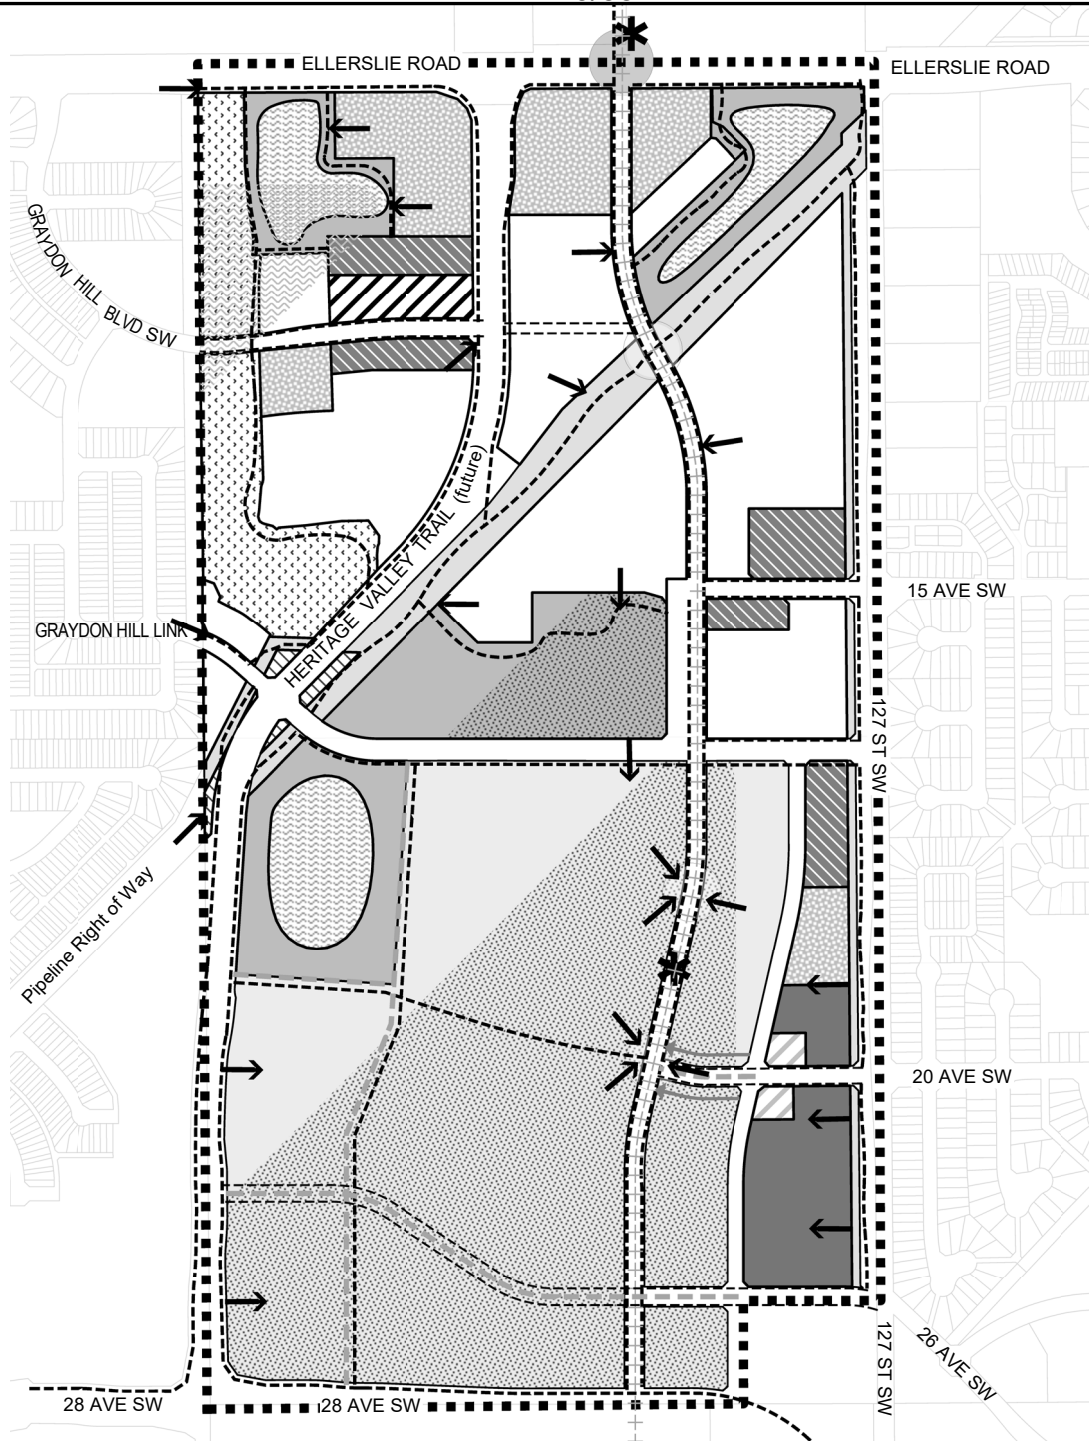 ELLERSLIE ROAD
ELLERSLIE ROAD
GRAYDON HILL BLVD SW
HERITAGE VALLEY TRAIL (future)
15 AVE SW
GRAYDON HILL LINK
127 ST SW
Pipeline Right of Way
20 AVE SW
26 AVE SW
127 ST SW
28 AVE SW
28 AVE SW